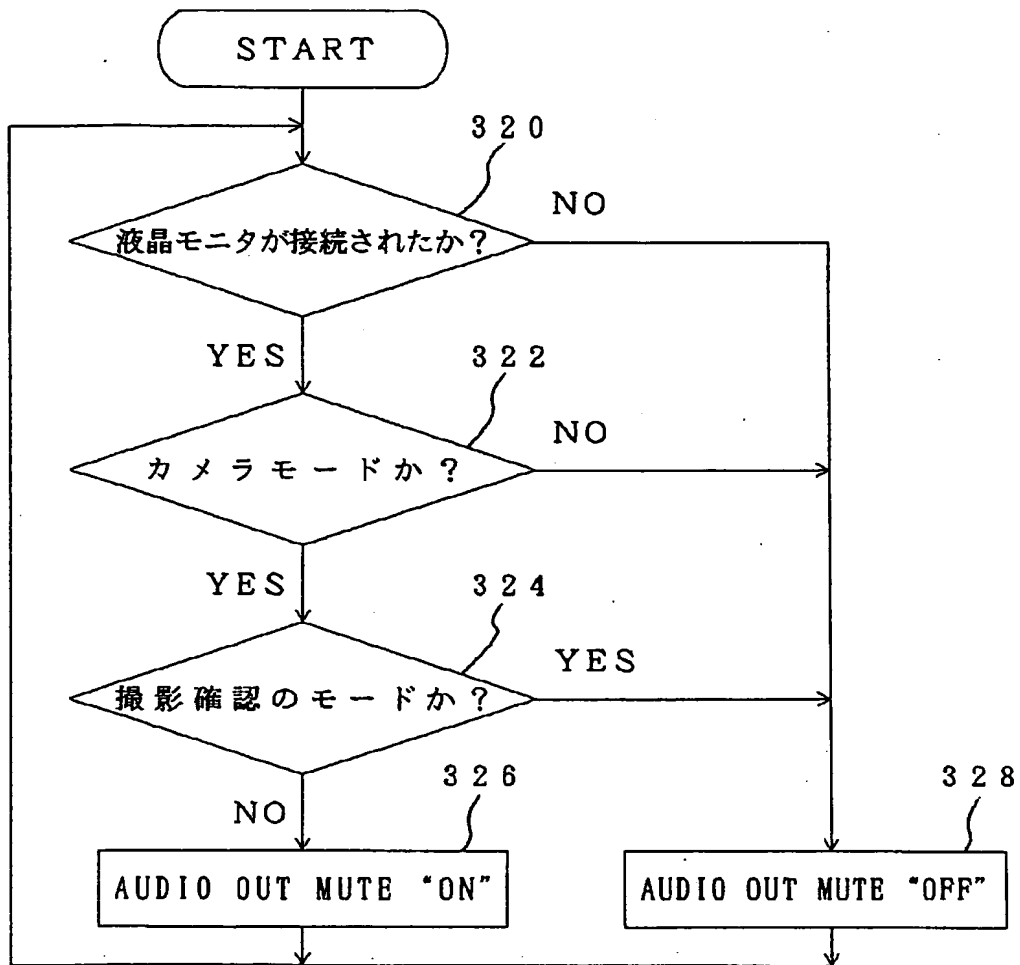 START
320
液晶モニタが接続されたか？
NO
YES
322
カメラモードか？
NO
YES
324
撮影確認のモードか？
YES
NO
326
328
AUDIO OUT MUTE “ON”
AUDIO OUT MUTE “OFF”